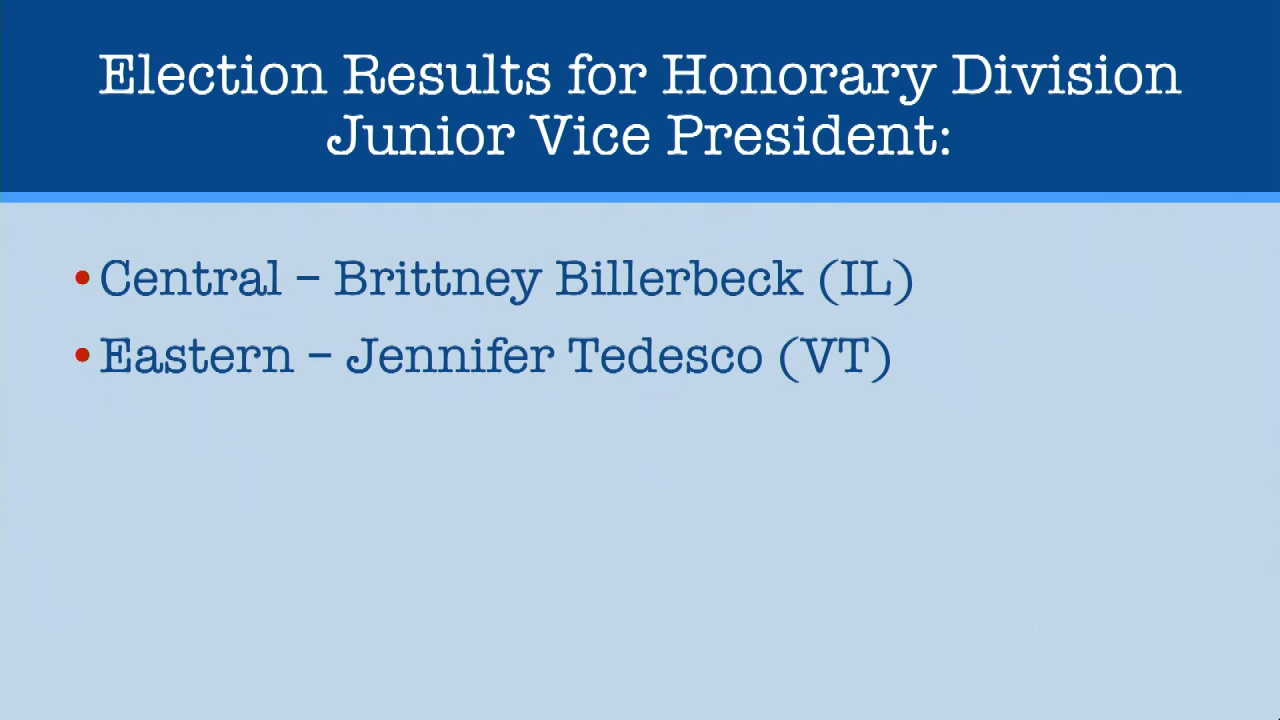 Election Results for Honorary Division
Junior Vice President:
• Central – Brittney Billerbeck (IL)
• Eastern – Jennifer Tedesco (VT)